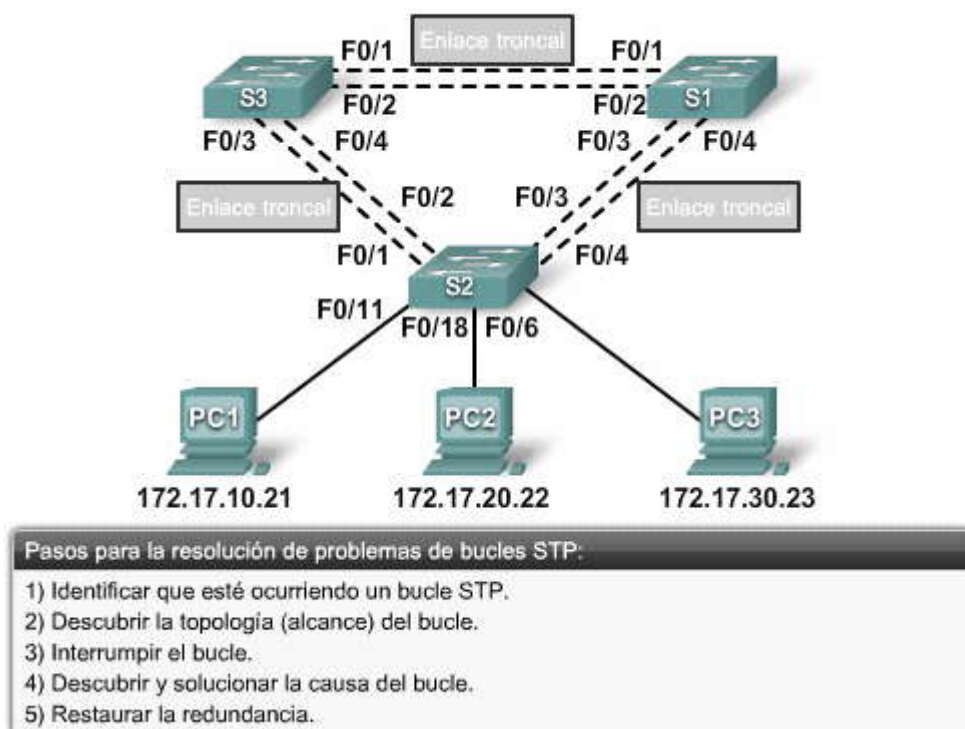 Enlace troncal
F0/1 F0/1
S3 F0/2 F0/2 S1
F0/3 F0/4 F0/3 F0/4
Enlace troncal F0/2 F0/3 Enlace troncal
F0/1 F0/4
S2
F0/11
F0/18 F0/6
PC1 PC2 PC3
172.17.10.21 172.17.20.22 172.17.30.23
Pasos para la resolución de problemas de bucles STP:
1) Identificar que esté ocurriendo un bucle STP.
2) Descubrir la topología (alcance) del bucle.
3) Interrumpir el bucle.
4) Descubrir y solucionar la causa del bucle.
5) Restaurar la redundancia.